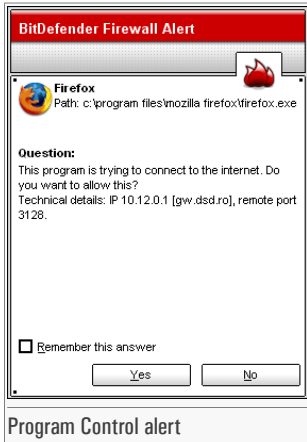 BitDefender Firewall Alert
Firefox
Path: c:\program files\mozilla firefox\firefox.exe
Question:
This program is trying to connect to the internet. Do
you want to allow this?
Technical details: IP 10.12.0.1 [gw.dsd.ro], remote port
3128.
Remember this answer
Yes No
Program Control alert